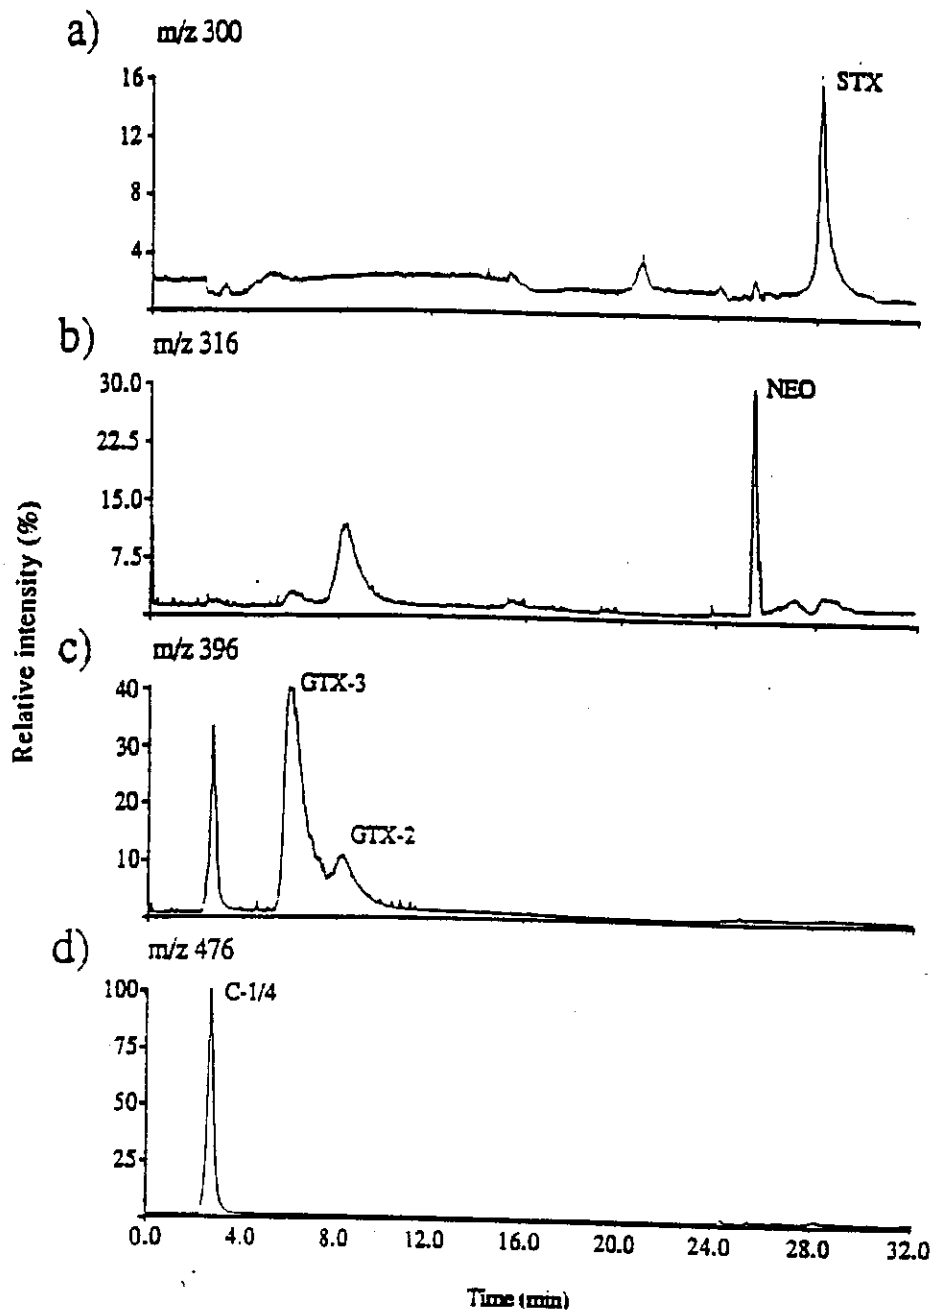 a) m/z 300
16
STX
12
8
4
b) m/z 316
30.0
NEO
22.5
15.0
7.5
Relative intensity (%)
c) m/z 396
40
GTX-3
30
20
GTX-2
10
d) m/z 476
100
C-1/4
75
50
25
0.0 4.0 8.0 12.0 16.0 20.0 24.0 28.0 32.0
Time (min)